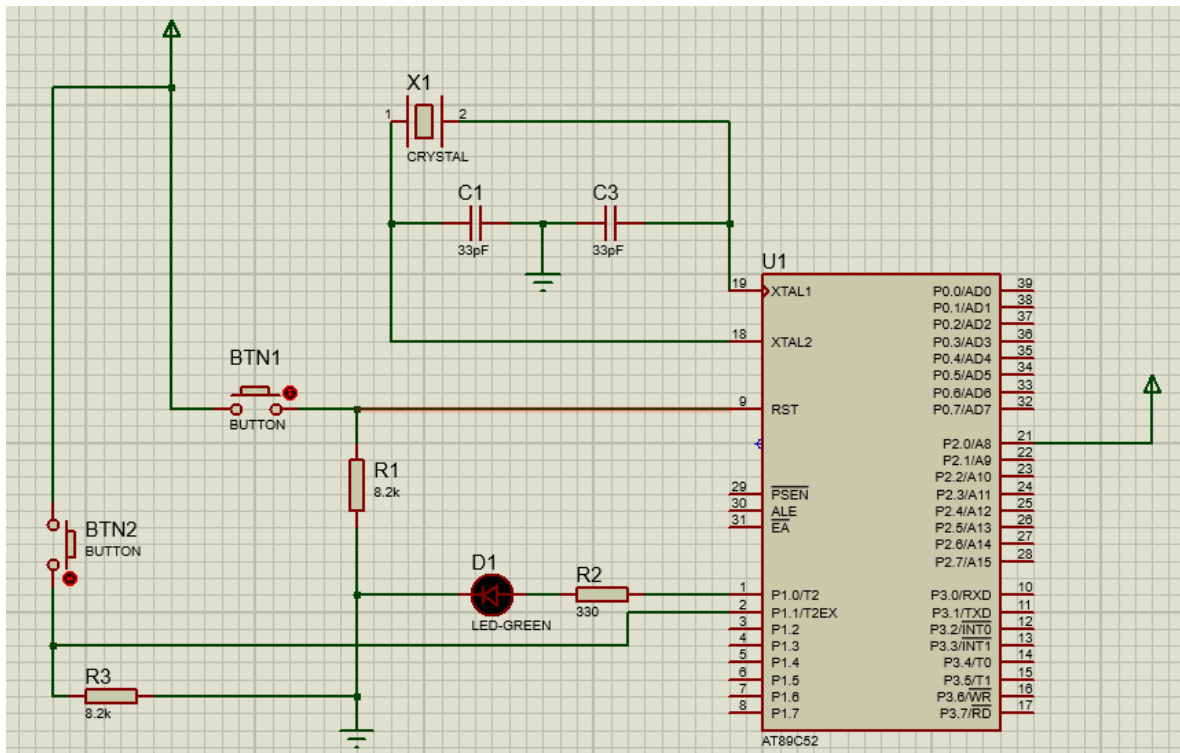 X1
1
2
CRYSTAL
C1
C3
33pF
33pF
U1
19
XTAL1
18
XTAL2
9
RST
29
PSEN
30
ALE
31
EA
1
P1.0/T2
2
P1.1/T2EX
3
P1.2
4
P1.3
5
P1.4
6
P1.5
7
P1.6
8
P1.7
P0.0/AD0
39
P0.1/AD1
38
P0.2/AD2
37
P0.3/AD3
36
P0.4/AD4
35
P0.5/AD5
34
P0.6/AD6
33
P0.7/AD7
32
P2.0/A8
21
P2.1/A9
22
P2.2/A10
23
P2.3/A11
24
P2.4/A12
25
P2.5/A13
26
P2.6/A14
27
P2.7/A15
28
P3.0/RXD
10
P3.1/TXD
11
P3.2/INT0
12
P3.3/INT1
13
P3.4/T0
14
P3.5/T1
15
P3.6/WR
16
P3.7/RD
17
AT89C52
BTN1
BUTTON
R1
8.2k
BTN2
BUTTON
D1
LED-GREEN
R2
330
R3
8.2k